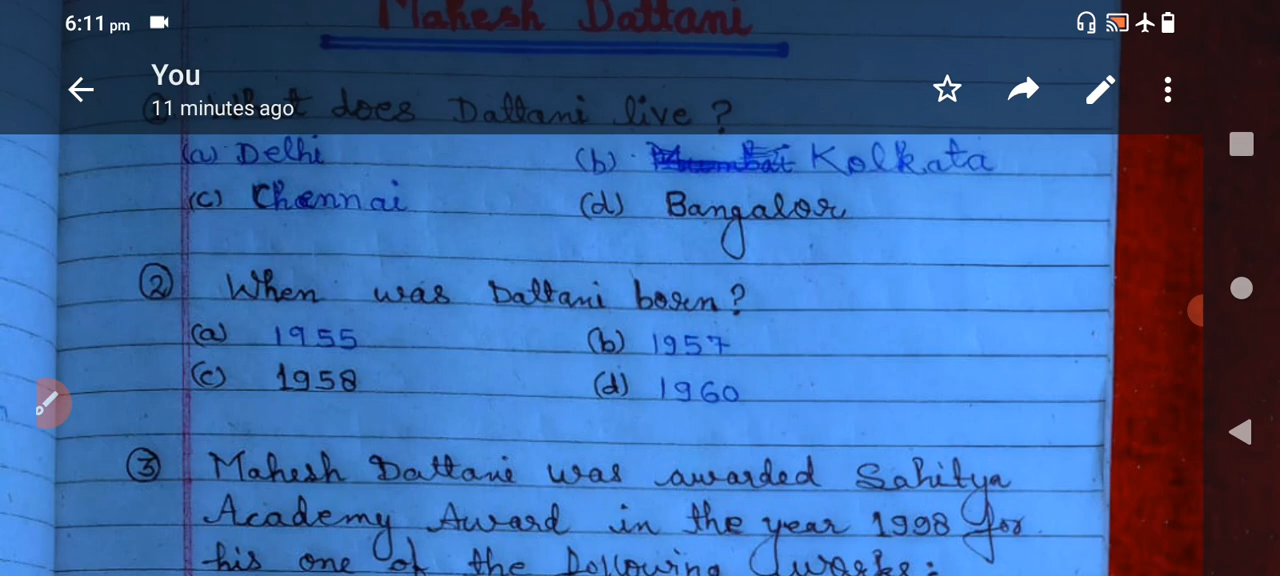 6:11 pm
Mahesh Dattani
You
11 minutes ago
does Dattani live ?
(a) Delhi
(b) Kolkata
(c) Chennai
(d) Bangalor
② When was Dattani born ?
(a) 1955
(b) 1957
(c) 1958
(d) 1960
③ Mahesh Dattani was awarded Sahitya
Academy Award in the year 1998 for
his one of the following works :